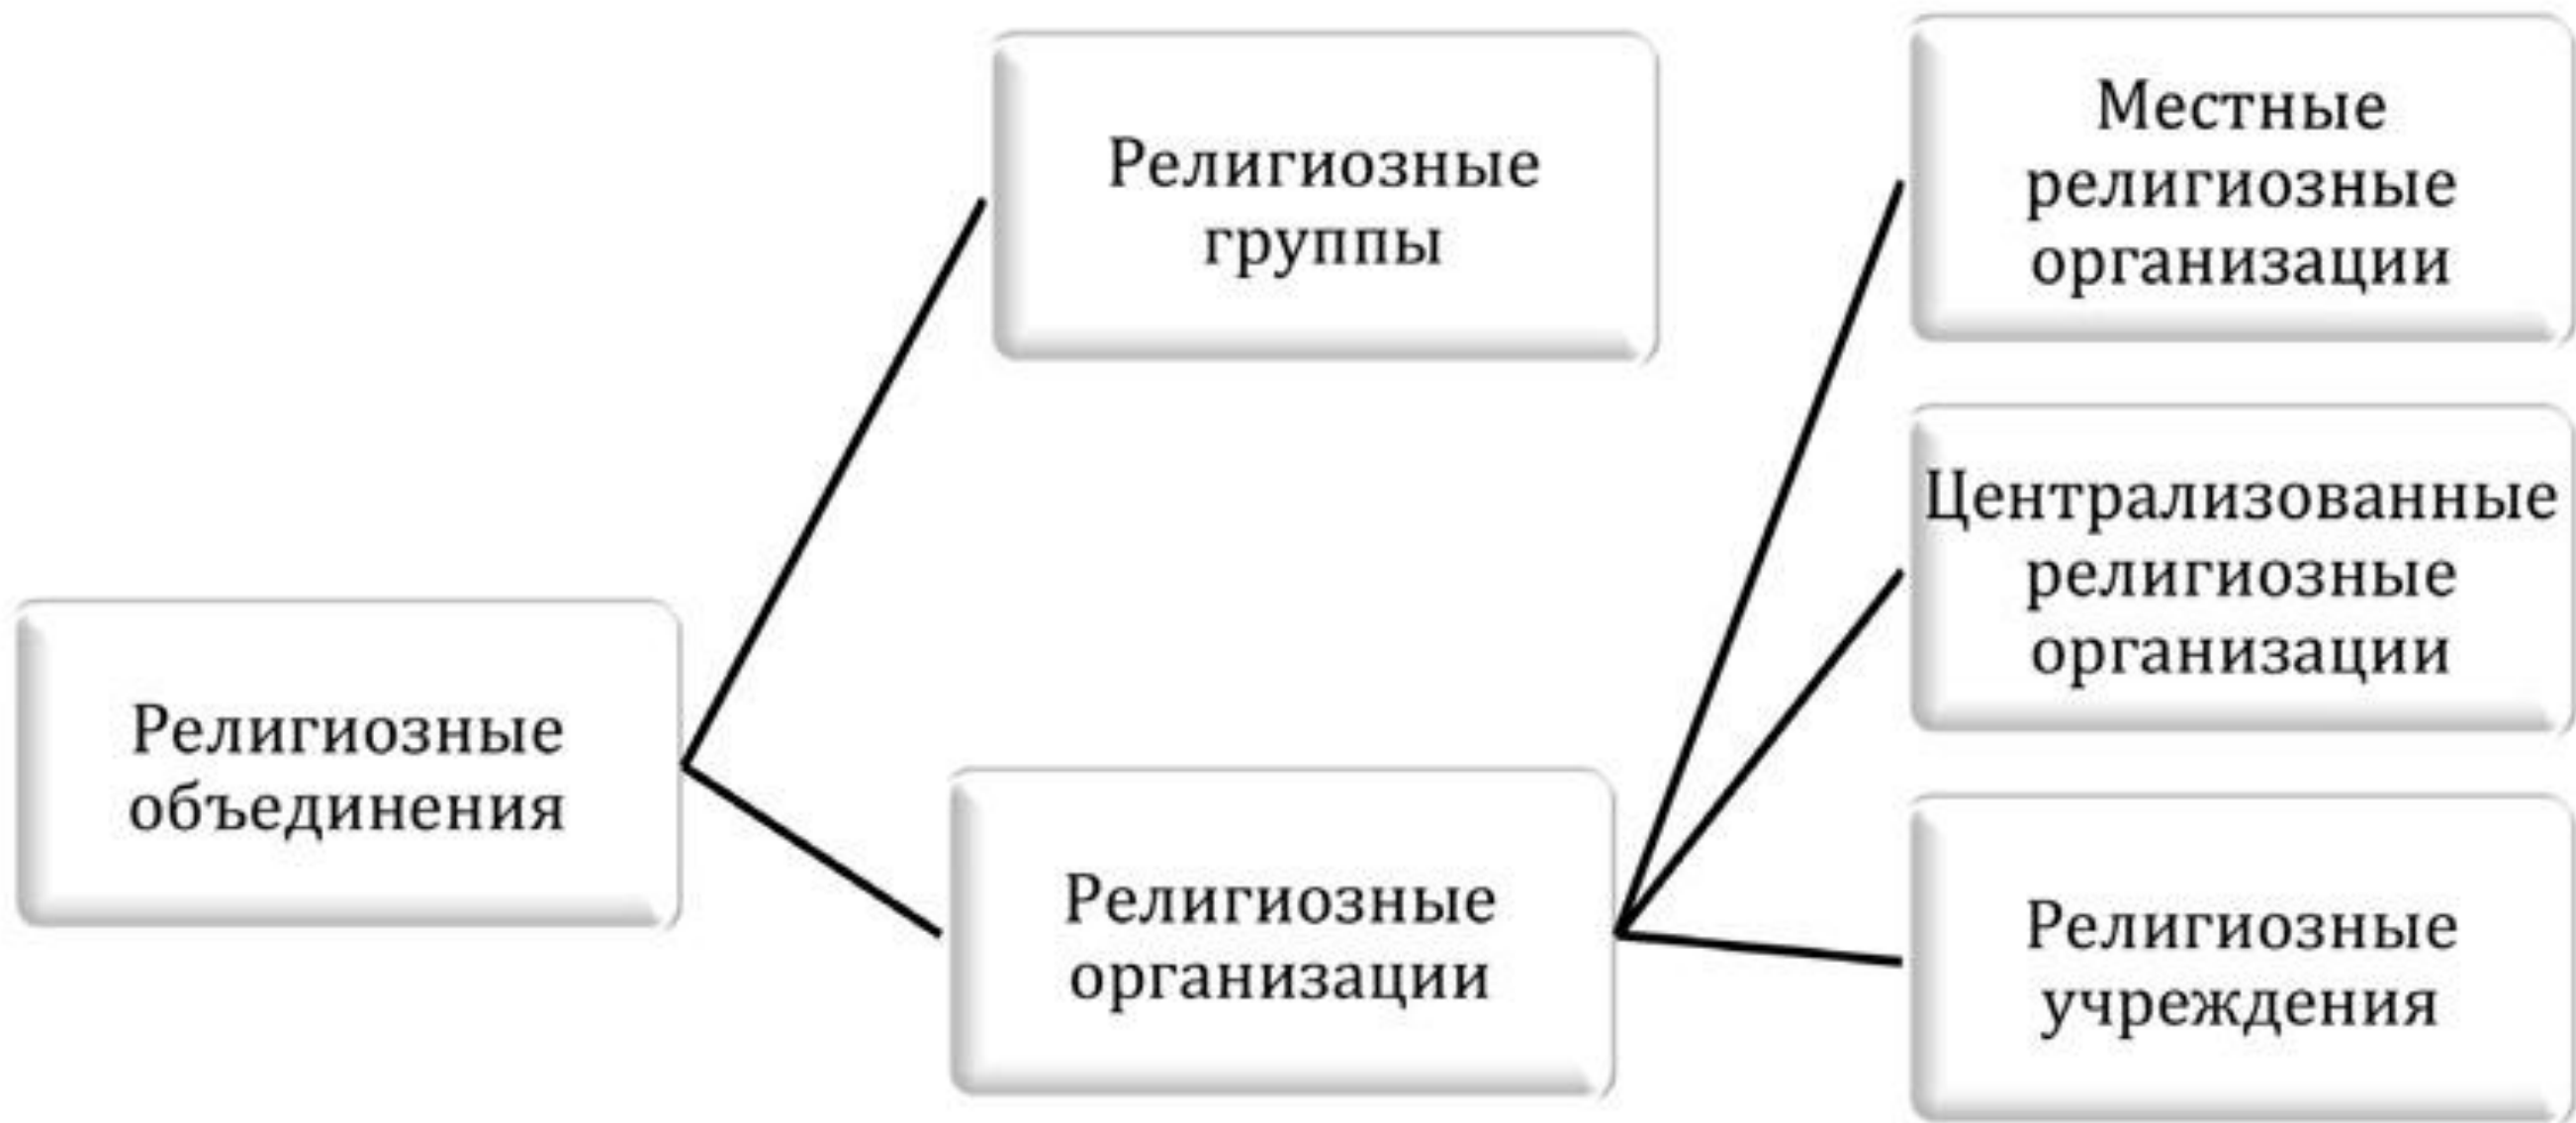 Религиозные
объединения
Религиозные
группы
Религиозные
организации
Местные
религиозные
организации
Централизованные
религиозные
организации
Религиозные
учреждения